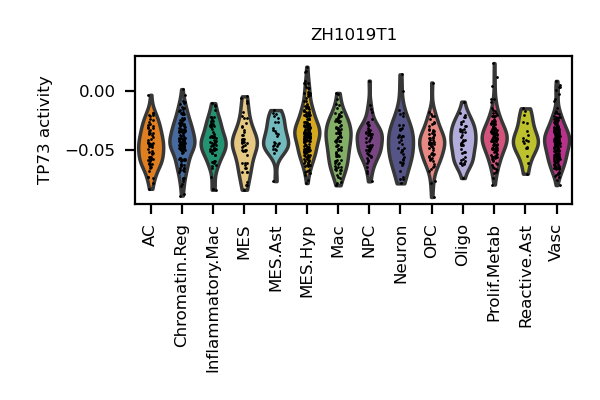 ZH1019T1
TP73 activity
0.00
−0.05
AC
Chromatin.Reg
Inflammatory.Mac
MES
MES.Ast
MES.Hyp
Mac
NPC
Neuron
OPC
Oligo
Prolif.Metab
Reactive.Ast
Vasc